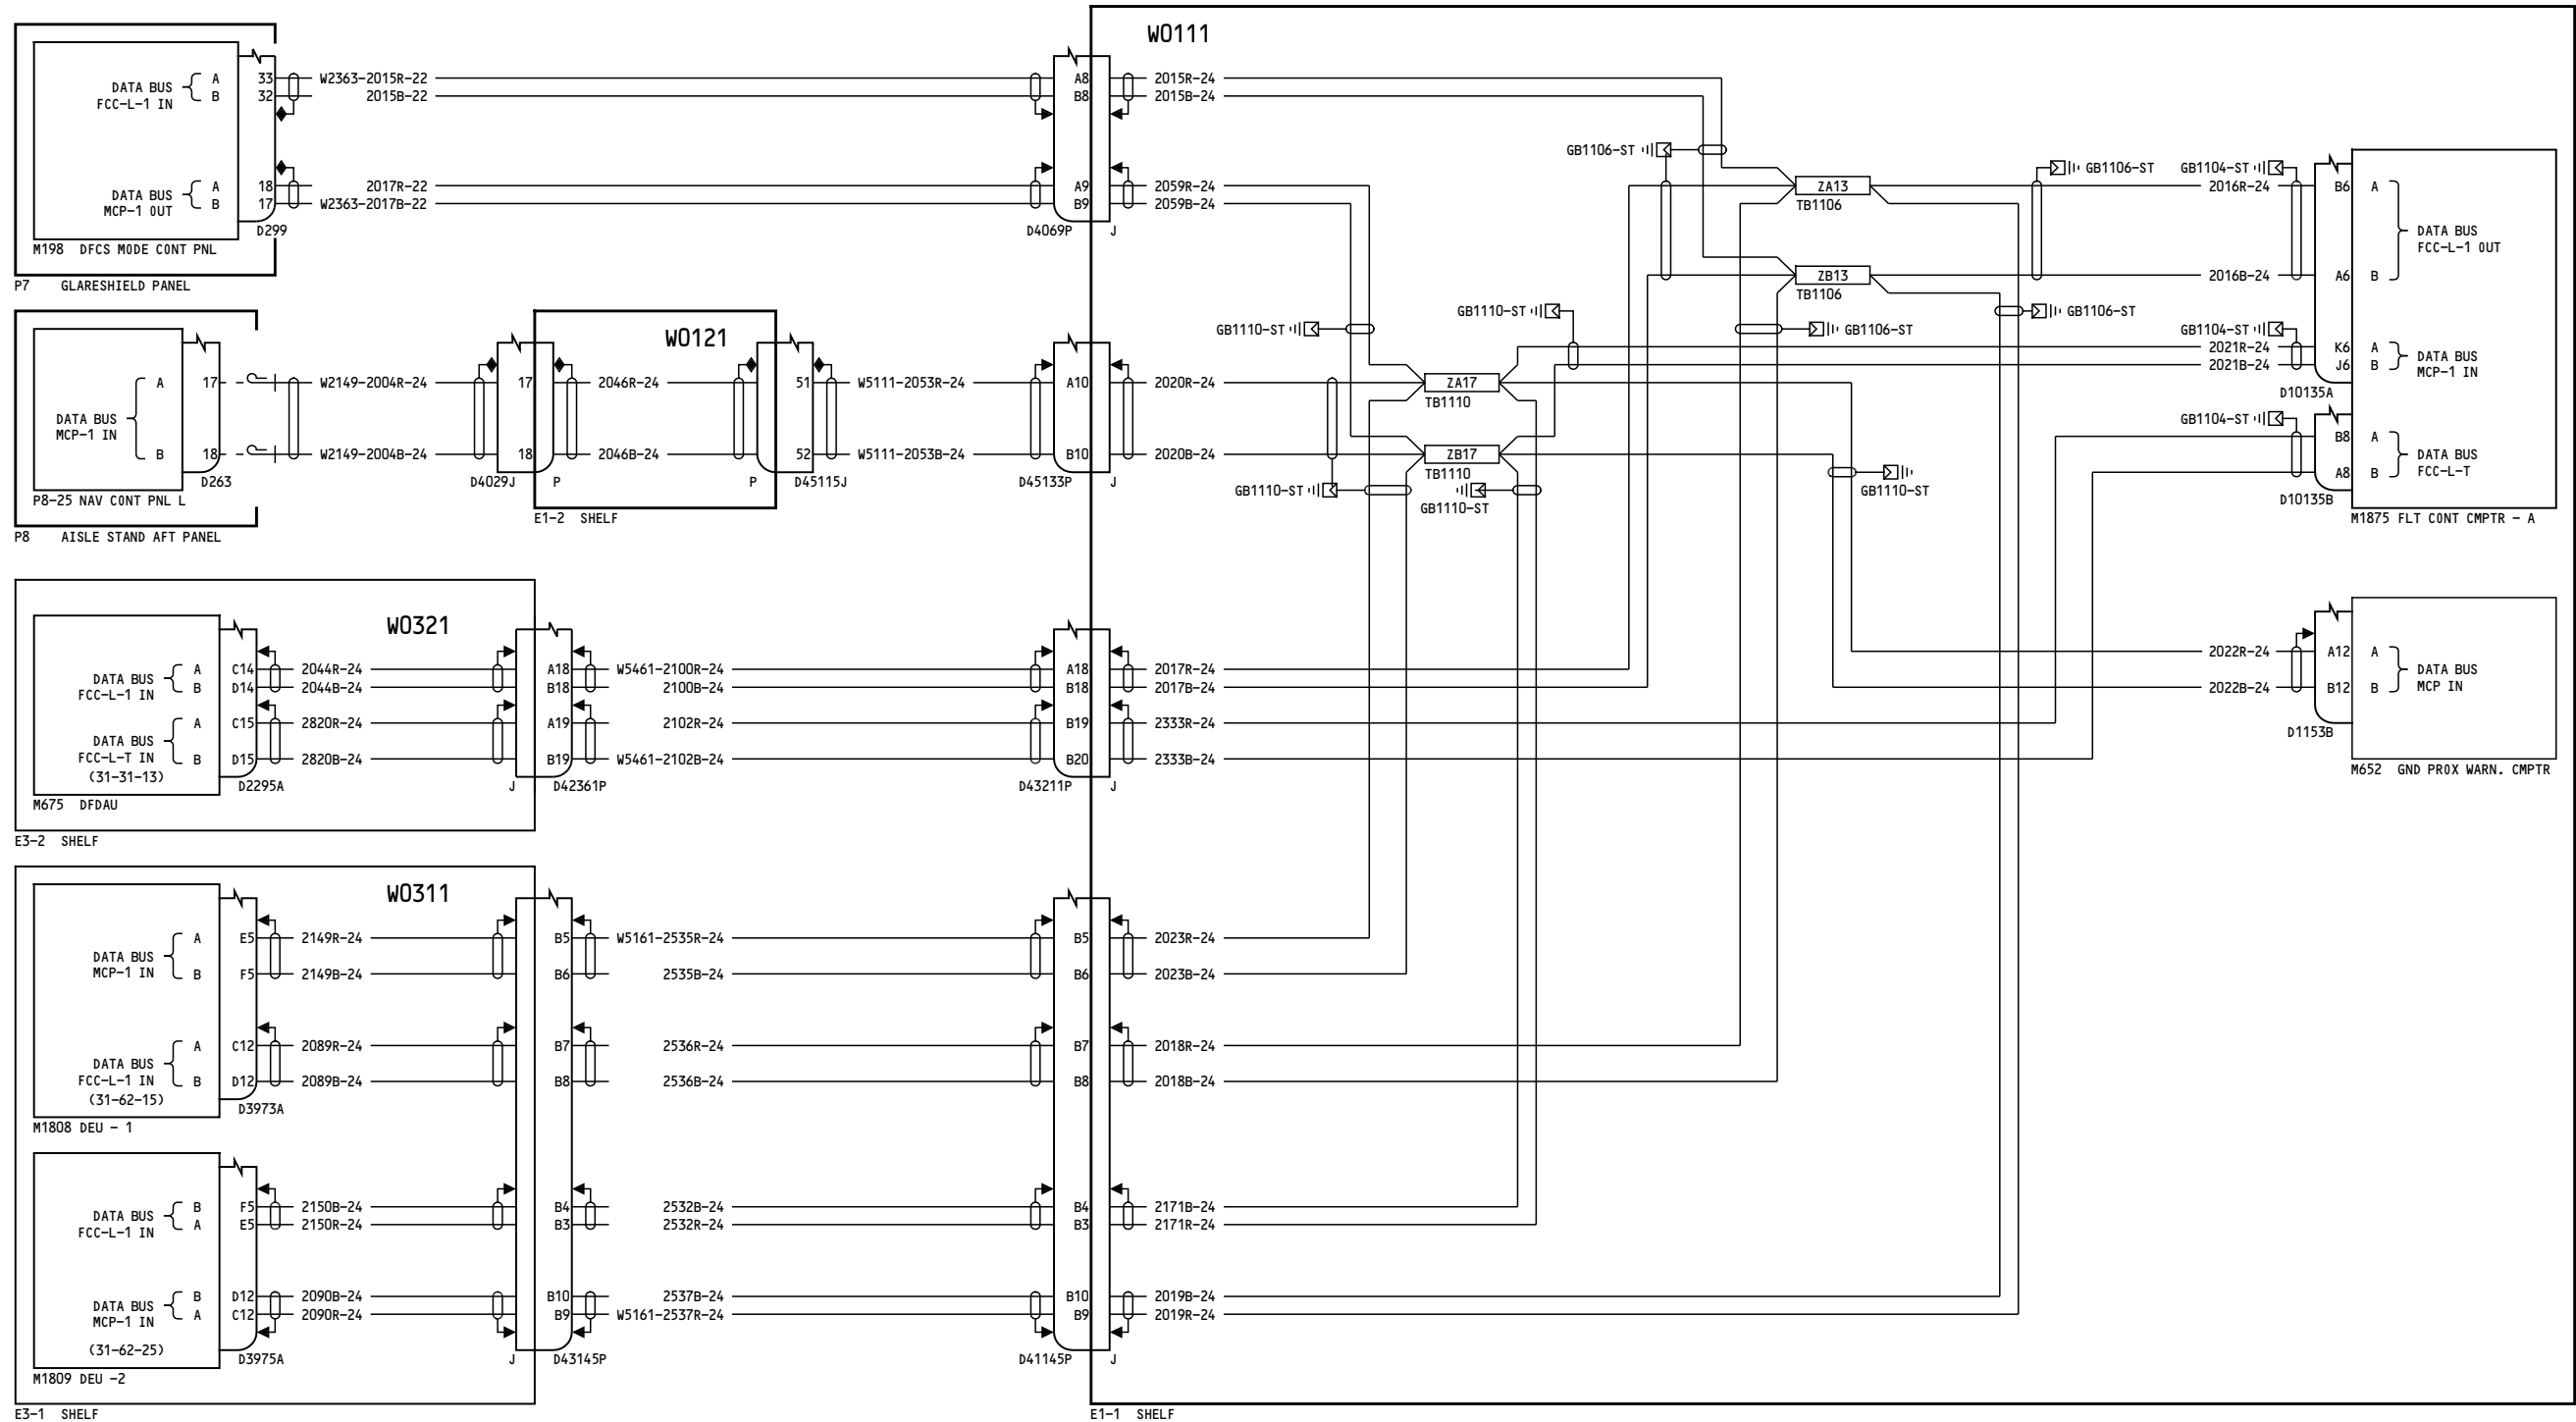 W0111
DATA BUS
FCC-L-1 IN
A 33 W2363-2015R-22 A8 2015R-24
B 32 2015B-22 B8 2015B-24
DATA BUS
MCP-1 OUT
A 18 2017R-22 A9 2059R-24
B 17 W2363-2017B-22 B9 2059B-24
D299
D4069P J
M198 DFCS MODE CONT PNL
P7 GLARESHIELD PANEL
GB1106-ST
ZA13
TB1106
GB1106-ST
GB1104-ST
2016R-24 B6 A
ZB13
TB1106
2016B-24 A6 B
DATA BUS
FCC-L-1 OUT
GB1110-ST
GB1110-ST
GB1106-ST
GB1106-ST
GB1104-ST
2021R-24 K6 A
2021B-24 J6 B
DATA BUS
MCP-1 IN
D10135A
W0121
DATA BUS
MCP-1 IN
A 17 W2149-2004R-24 17 2046R-24 51 W5111-2053R-24 A10 2020R-24
B 18 W2149-2004B-24 18 2046B-24 52 W5111-2053B-24 B10 2020B-24
D263
D4029J P
P D45115J
D45133P J
P8-25 NAV CONT PNL L
E1-2 SHELF
P8 AISLE STAND AFT PANEL
ZA17
TB1110
ZB17
TB1110
GB1110-ST
GB1110-ST
GB1110-ST
GB1104-ST
B8 A
A8 B
DATA BUS
FCC-L-T
D10135B
M1875 FLT CONT CMPTR - A
W0321
DATA BUS
FCC-L-1 IN
A C14 2044R-24 A18 W5461-2100R-24 A18 2017R-24
B D14 2044B-24 B18 2100B-24 B18 2017B-24
DATA BUS
FCC-L-T IN
(31-31-13)
A C15 2820R-24 A19 2102R-24 B19 2333R-24
B D15 2820B-24 B19 W5461-2102B-24 B20 2333B-24
D2295A
J D42361P
D43211P J
M675 DFDAU
E3-2 SHELF
2022R-24 A12 A
2022B-24 B12 B
DATA BUS
MCP IN
D1153B
M652 GND PROX WARN. CMPTR
W0311
DATA BUS
MCP-1 IN
A E5 2149R-24 B5 W5161-2535R-24 B5 2023R-24
B F5 2149B-24 B6 2535B-24 B6 2023B-24
DATA BUS
FCC-L-1 IN
(31-62-15)
A C12 2089R-24 B7 2536R-24 B7 2018R-24
B D12 2089B-24 B8 2536B-24 B8 2018B-24
D3973A
M1808 DEU - 1
DATA BUS
FCC-L-1 IN
B F5 2150B-24 B4 2532B-24 B4 2171B-24
A E5 2150R-24 B3 2532R-24 B3 2171R-24
DATA BUS
MCP-1 IN
(31-62-25)
B D12 2090B-24 B10 2537B-24 B10 2019B-24
A C12 2090R-24 B9 W5161-2537R-24 B9 2019R-24
D3975A
J D43145P
D41145P J
M1809 DEU -2
E3-1 SHELF
E1-1 SHELF